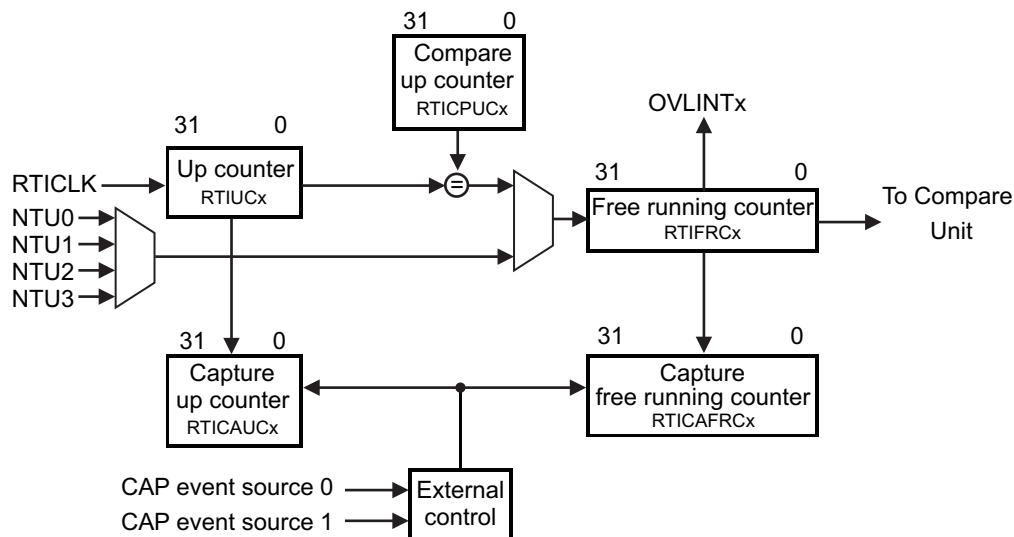 31 0
Compare
up counter
RTICPUCx
OVLINTx
31 0
Up counter
RTIUCx
RTICLK
=
31 0
Free running counter
RTIFRCx
To Compare
Unit
NTU0
NTU1
NTU2
NTU3
31 0
Capture
up counter
RTICAUCx
31 0
Capture
free running counter
RTICAFRCx
CAP event source 0
CAP event source 1
External
control